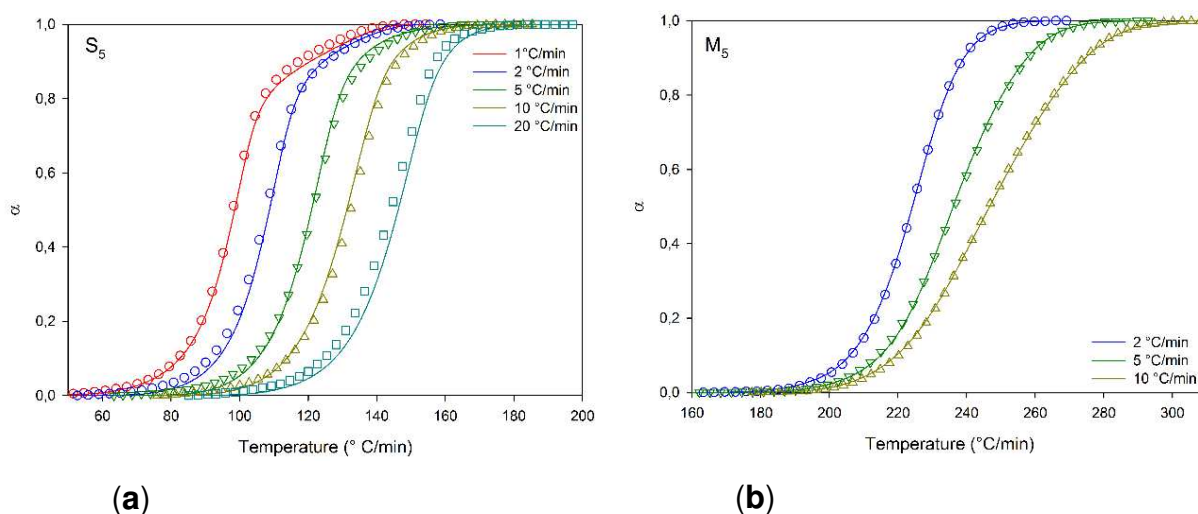 S5
1°C/min
2 °C/min
5 °C/min
10 °C/min
20 °C/min
α
1,0
0,8
0,6
0,4
0,2
0,0
60 80 100 120 140 160 180 200
Temperature (° C/min)
(a)
M5
2 °C/min
5 °C/min
10 °C/min
α
1,0
0,8
0,6
0,4
0,2
0,0
160 180 200 220 240 260 280 300
Temperature (°C/min)
(b)